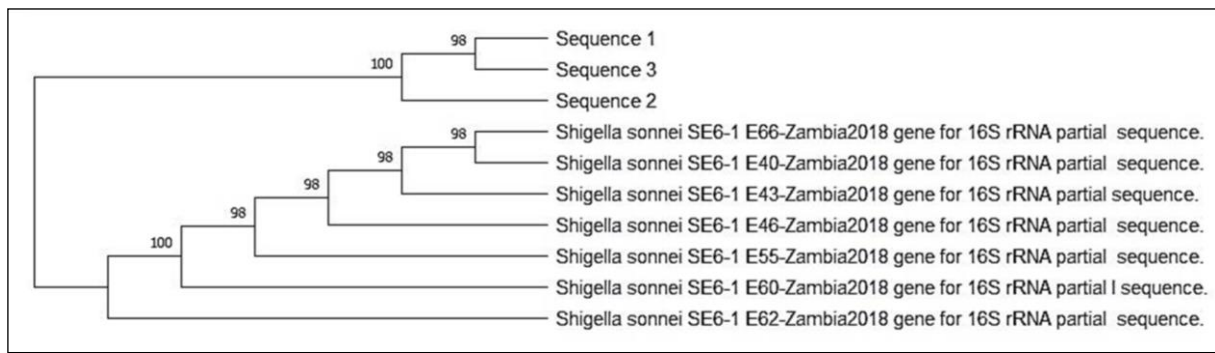 98
Sequence 1
100
Sequence 3
Sequence 2
98
Shigella sonnei SE6-1 E66-Zambia2018 gene for 16S rRNA partial sequence.
98
Shigella sonnei SE6-1 E40-Zambia2018 gene for 16S rRNA partial sequence.
98
Shigella sonnei SE6-1 E43-Zambia2018 gene for 16S rRNA partial sequence.
98
Shigella sonnei SE6-1 E46-Zambia2018 gene for 16S rRNA partial sequence.
100
Shigella sonnei SE6-1 E55-Zambia2018 gene for 16S rRNA partial sequence.
Shigella sonnei SE6-1 E60-Zambia2018 gene for 16S rRNA partial l sequence.
Shigella sonnei SE6-1 E62-Zambia2018 gene for 16S rRNA partial sequence.